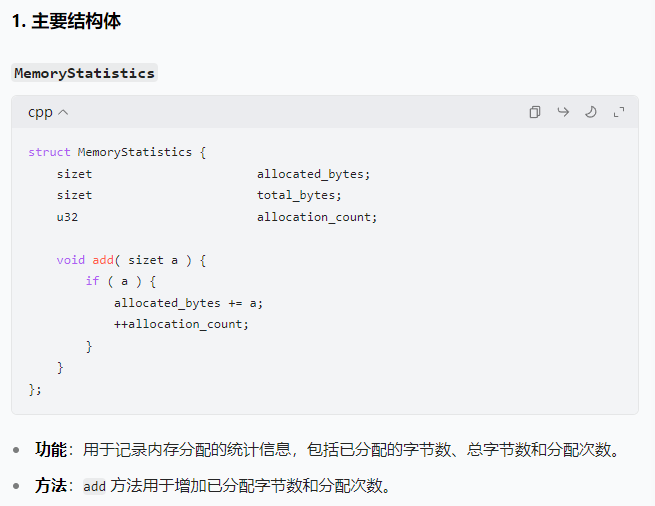 1. 主要结构体
MemoryStatistics
cpp
struct MemoryStatistics {
    sizet                       allocated_bytes;
    sizet                       total_bytes;
    u32                         allocation_count;

    void add( sizet a ) {
        if ( a ) {
            allocated_bytes += a;
            ++allocation_count;
        }
    }
};
• 功能：用于记录内存分配的统计信息，包括已分配的字节数、总字节数和分配次数。
• 方法：add 方法用于增加已分配字节数和分配次数。